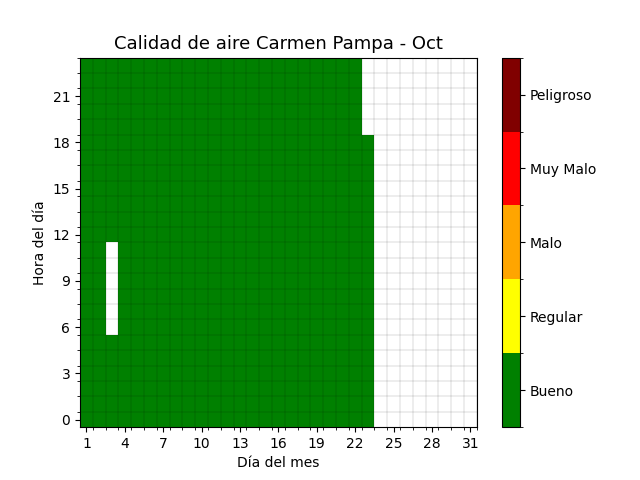 Calidad de aire Carmen Pampa - Oct
21
18
15
12
9
6
3
0
Hora del día
1 4 7 10 13 16 19 22 25 28 31
Día del mes
Peligroso
Muy Malo
Malo
Regular
Bueno